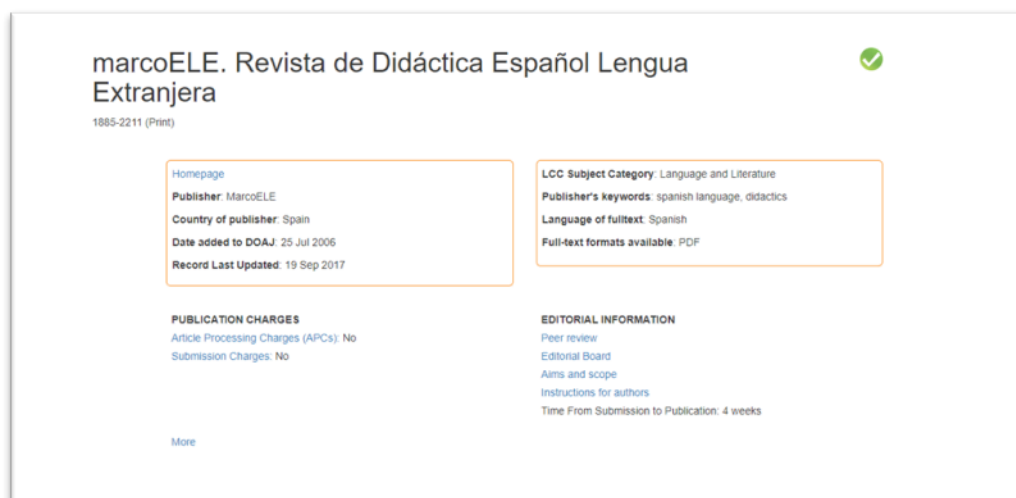 marcoELE. Revista de Didáctica Español Lengua
Extranjera
1885-2211 (Print)
Homepage
Publisher: MarcoELE
Country of publisher: Spain
Date added to DOAJ: 25 Jul 2006
Record Last Updated: 19 Sep 2017
LCC Subject Category: Language and Literature
Publisher's keywords: spanish language, didactics
Language of fulltext: Spanish
Full-text formats available: PDF
PUBLICATION CHARGES
Article Processing Charges (APCs): No
Submission Charges: No
EDITORIAL INFORMATION
Peer review
Editorial Board
Aims and scope
Instructions for authors
Time From Submission to Publication: 4 weeks
More